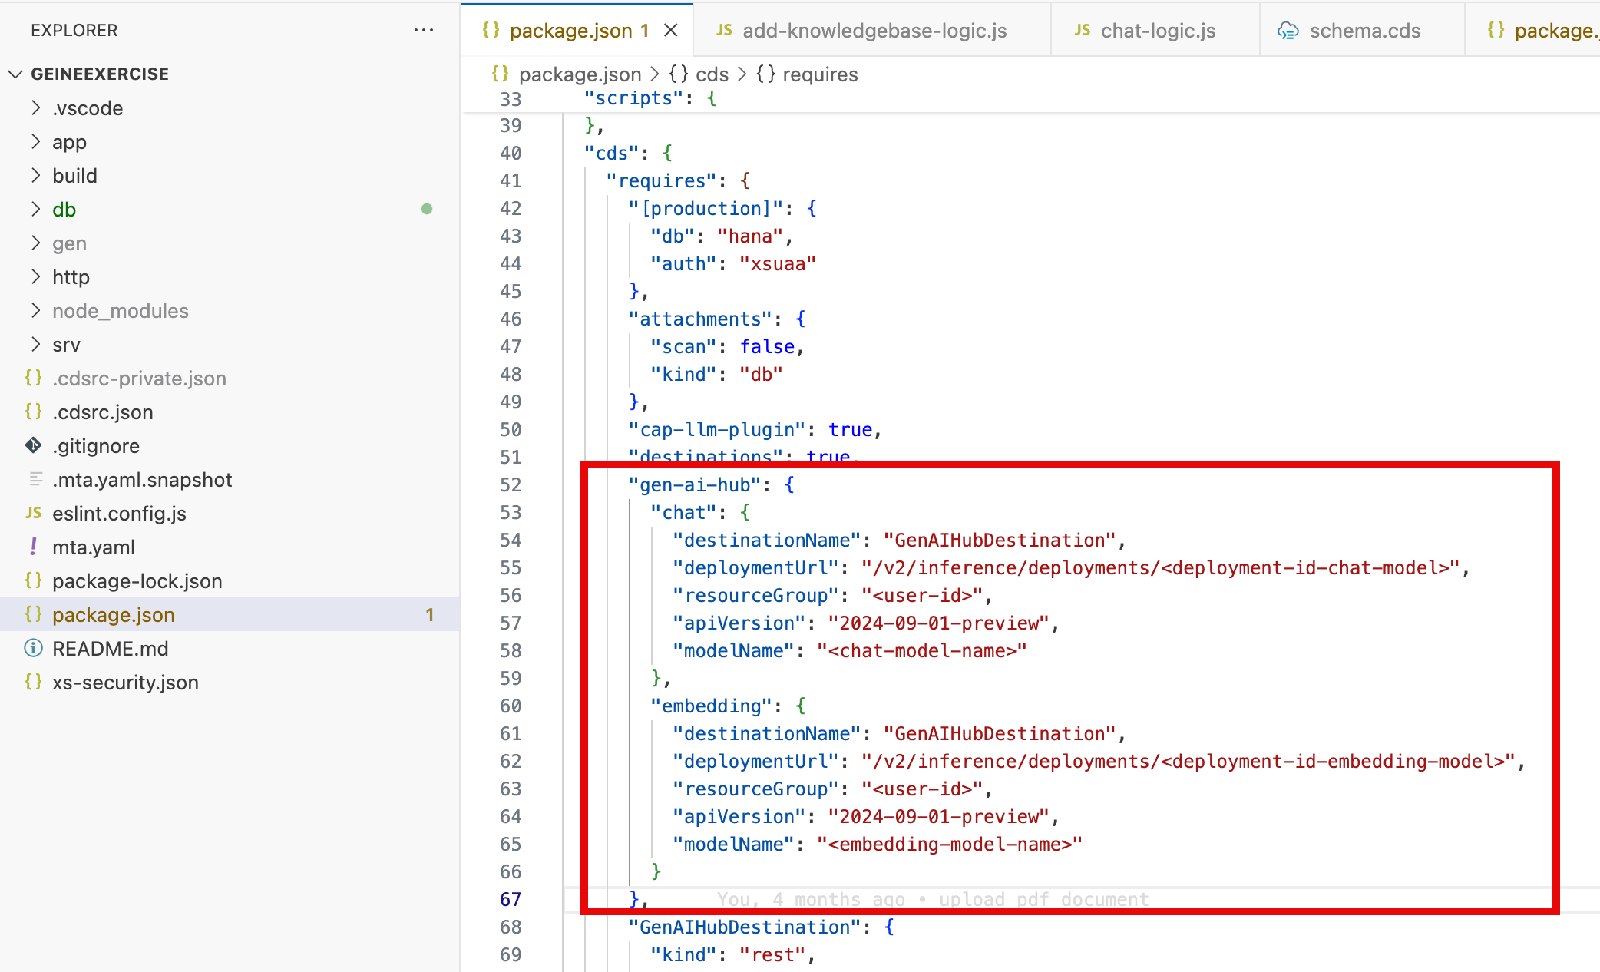 EXPLORER
···
GEINEEXERCISE
.vscode
app
build
db
gen
http
node_modules
srv
{} .cdsrc-private.json
{} .cdsrc.json
.gitignore
.mta.yaml.snapshot
JS eslint.config.js
! mta.yaml
{} package-lock.json
{} package.json 1
README.md
{} xs-security.json
{} package.json 1
JS add-knowledgebase-logic.js
JS chat-logic.js
schema.cds
{} package.
{} package.json > {} cds > {} requires
33 "scripts": {
39 },
40 "cds": {
41 "requires": {
42 "[production]": {
43 "db": "hana",
44 "auth": "xsuaa"
45 },
46 "attachments": {
47 "scan": false,
48 "kind": "db"
49 },
50 "cap-llm-plugin": true,
51 "destinations": true,
52 "gen-ai-hub": {
53 "chat": {
54 "destinationName": "GenAIHubDestination",
55 "deploymentUrl": "/v2/inference/deployments/<deployment-id-chat-model>",
56 "resourceGroup": "<user-id>",
57 "apiVersion": "2024-09-01-preview",
58 "modelName": "<chat-model-name>"
59 },
60 "embedding": {
61 "destinationName": "GenAIHubDestination",
62 "deploymentUrl": "/v2/inference/deployments/<deployment-id-embedding-model>",
63 "resourceGroup": "<user-id>",
64 "apiVersion": "2024-09-01-preview",
65 "modelName": "<embedding-model-name>"
66 }
67 }, You, 4 months ago • upload pdf document
68 "GenAIHubDestination": {
69 "kind": "rest",